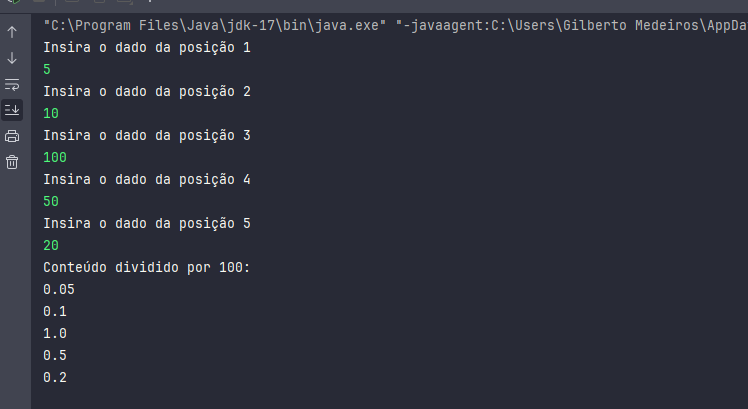 "C:\Program Files\Java\jdk-17\bin\java.exe" "-javaagent:C:\Users\Gilberto Medeiros\AppDa
Insira o dado da posição 1
5
Insira o dado da posição 2
10
Insira o dado da posição 3
100
Insira o dado da posição 4
50
Insira o dado da posição 5
20
Conteúdo dividido por 100:
0.05
0.1
1.0
0.5
0.2